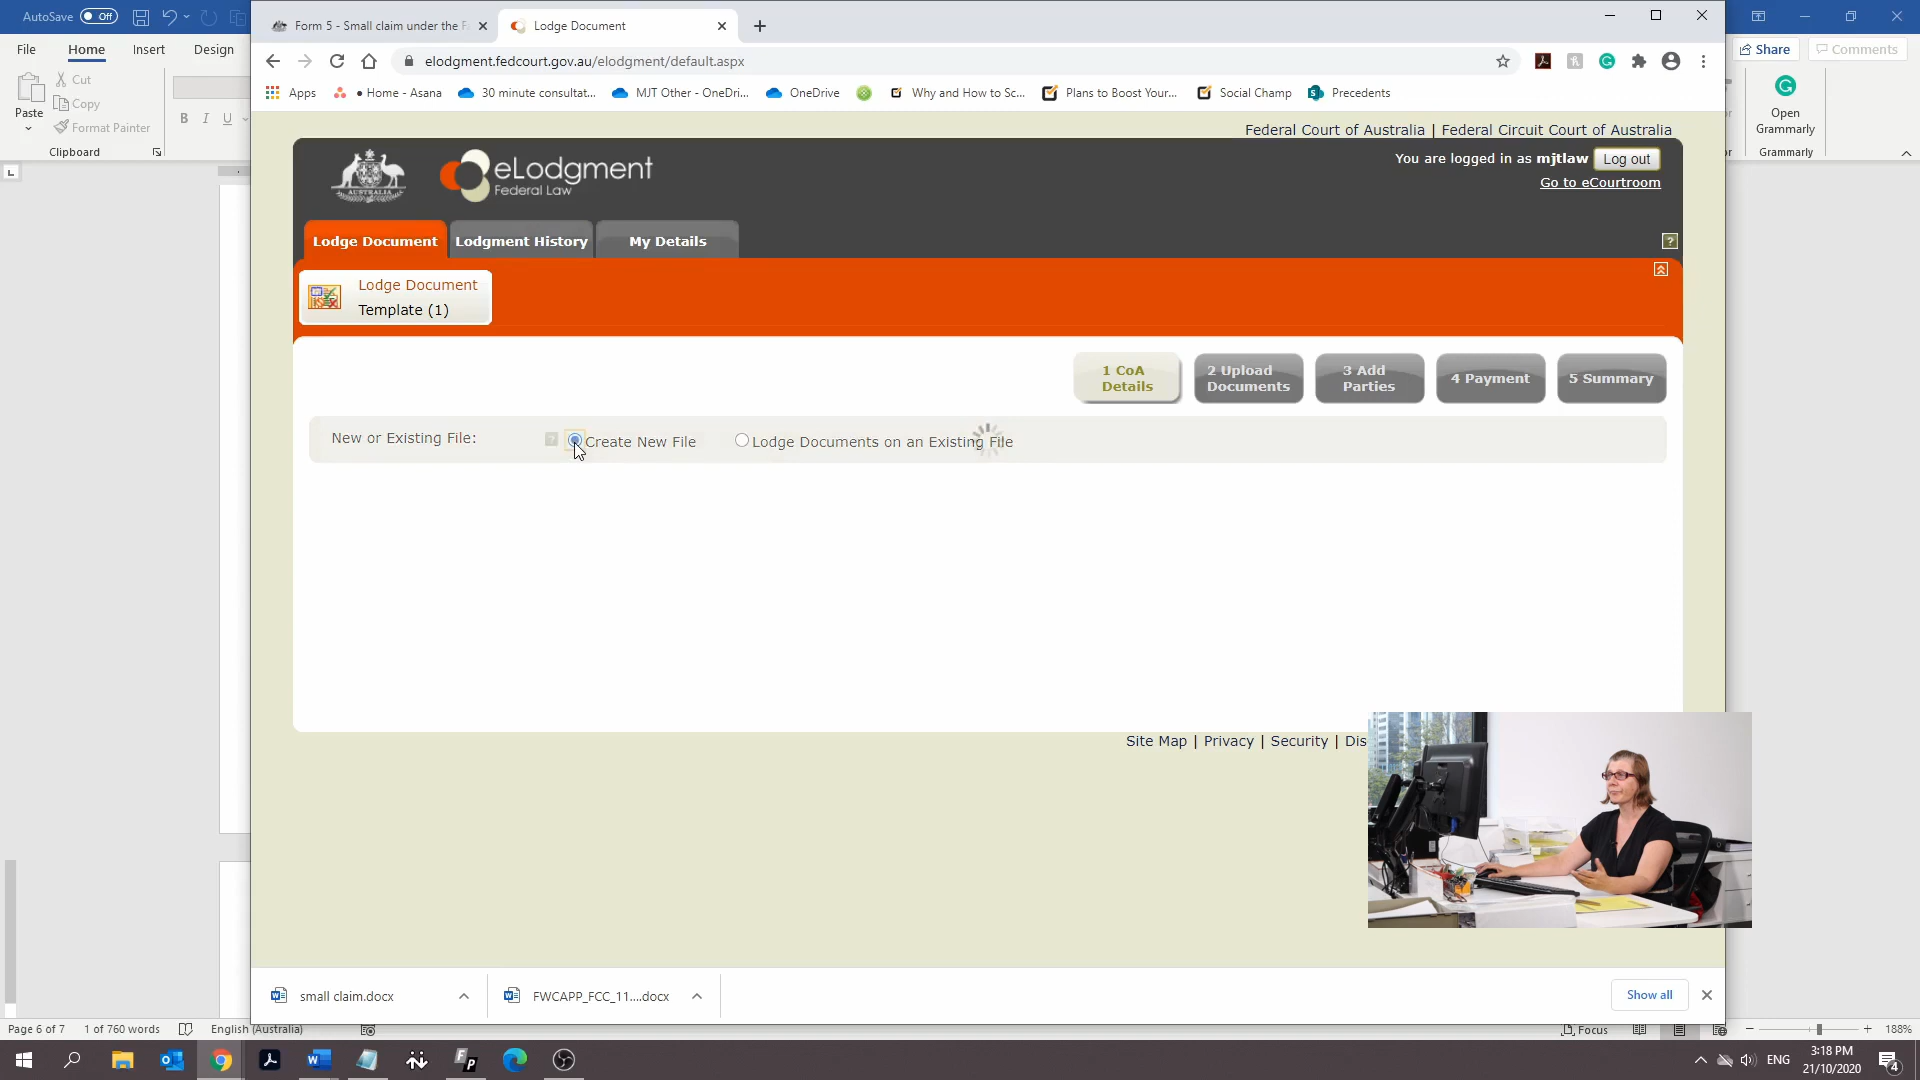 AutoSave Off
File Home Insert Design
Cut
Copy
Paste
Format Painter
B I U
Clipboard
Form 5 - Small claim under the F
Lodge Document
elodgment.fedcourt.gov.au/elodgment/default.aspx
Apps
• Home - Asana
30 minute consultat...
MJT Other - OneDri...
OneDrive
Why and How to Sc...
Plans to Boost Your...
Social Champ
Precedents
Share
Comments
Open
Grammarly
Grammarly
Federal Court of Australia | Federal Circuit Court of Australia
AUSTRALIA
eLodgment
Federal Law
You are logged in as mjtlaw Log out
Go to eCourtroom
Lodge Document Lodgment History My Details
?
Lodge Document
Template (1)
1 CoA
Details
2 Upload
Documents
3 Add
Parties
4 Payment
5 Summary
New or Existing File: ? Create New File Lodge Documents on an Existing File
Site Map | Privacy | Security | Dis
small claim.docx
FWCAPP_FCC_11....docx
Show all
Page 6 of 7 1 of 760 words English (Australia)
Focus
188%
ENG
3:18 PM
21/10/2020
4